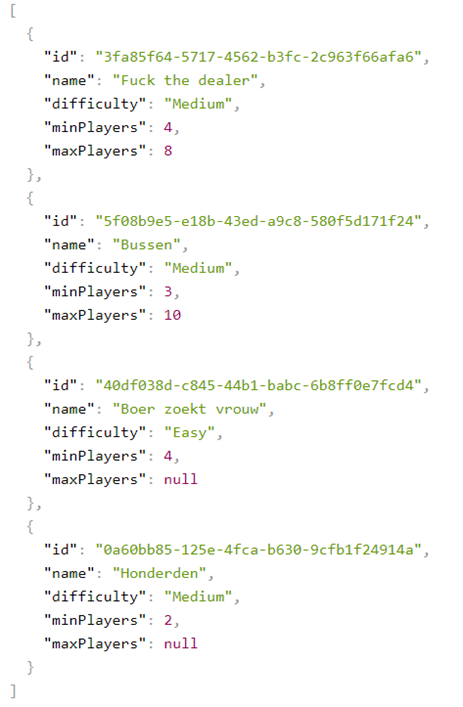 [
  {
    "id": "3fa85f64-5717-4562-b3fc-2c963f66afa6",
    "name": "Fuck the dealer",
    "difficulty": "Medium",
    "minPlayers": 4,
    "maxPlayers": 8
  },
  {
    "id": "5f08b9e5-e18b-43ed-a9c8-580f5d171f24",
    "name": "Bussen",
    "difficulty": "Medium",
    "minPlayers": 3,
    "maxPlayers": 10
  },
  {
    "id": "40df038d-c845-44b1-babc-6b8ff0e7fcd4",
    "name": "Boer zoekt vrouw",
    "difficulty": "Easy",
    "minPlayers": 4,
    "maxPlayers": null
  },
  {
    "id": "0a60bb85-125e-4fca-b630-9cfb1f24914a",
    "name": "Honderden",
    "difficulty": "Medium",
    "minPlayers": 2,
    "maxPlayers": null
  }
]